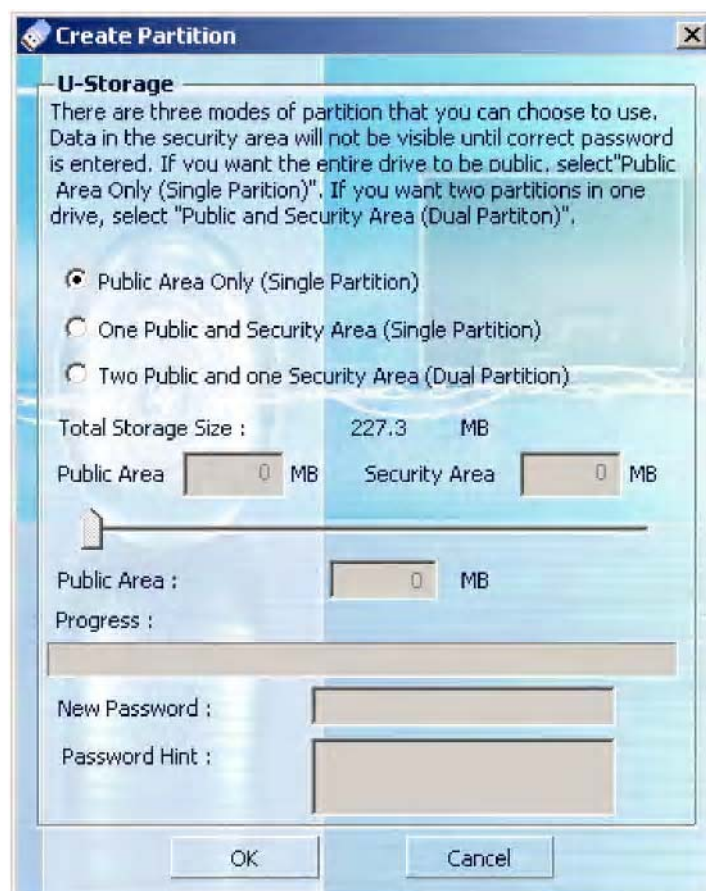 Create Partition
U-Storage
There are three modes of partition that you can choose to use.
Data in the security area will not be visible until correct password
is entered. If you want the entire drive to be public, select"Public
Area Only (Single Parition)". If you want two partitions in one
drive, select "Public and Security Area (Dual Partiton)".
Public Area Only (Single Partition)
One Public and Security Area (Single Partition)
Two Public and one Security Area (Dual Partition)
Total Storage Size : 227.3 MB
Public Area 0 MB Security Area 0 MB
Public Area : 0 MB
Progress :
New Password :
Password Hint :
OK Cancel